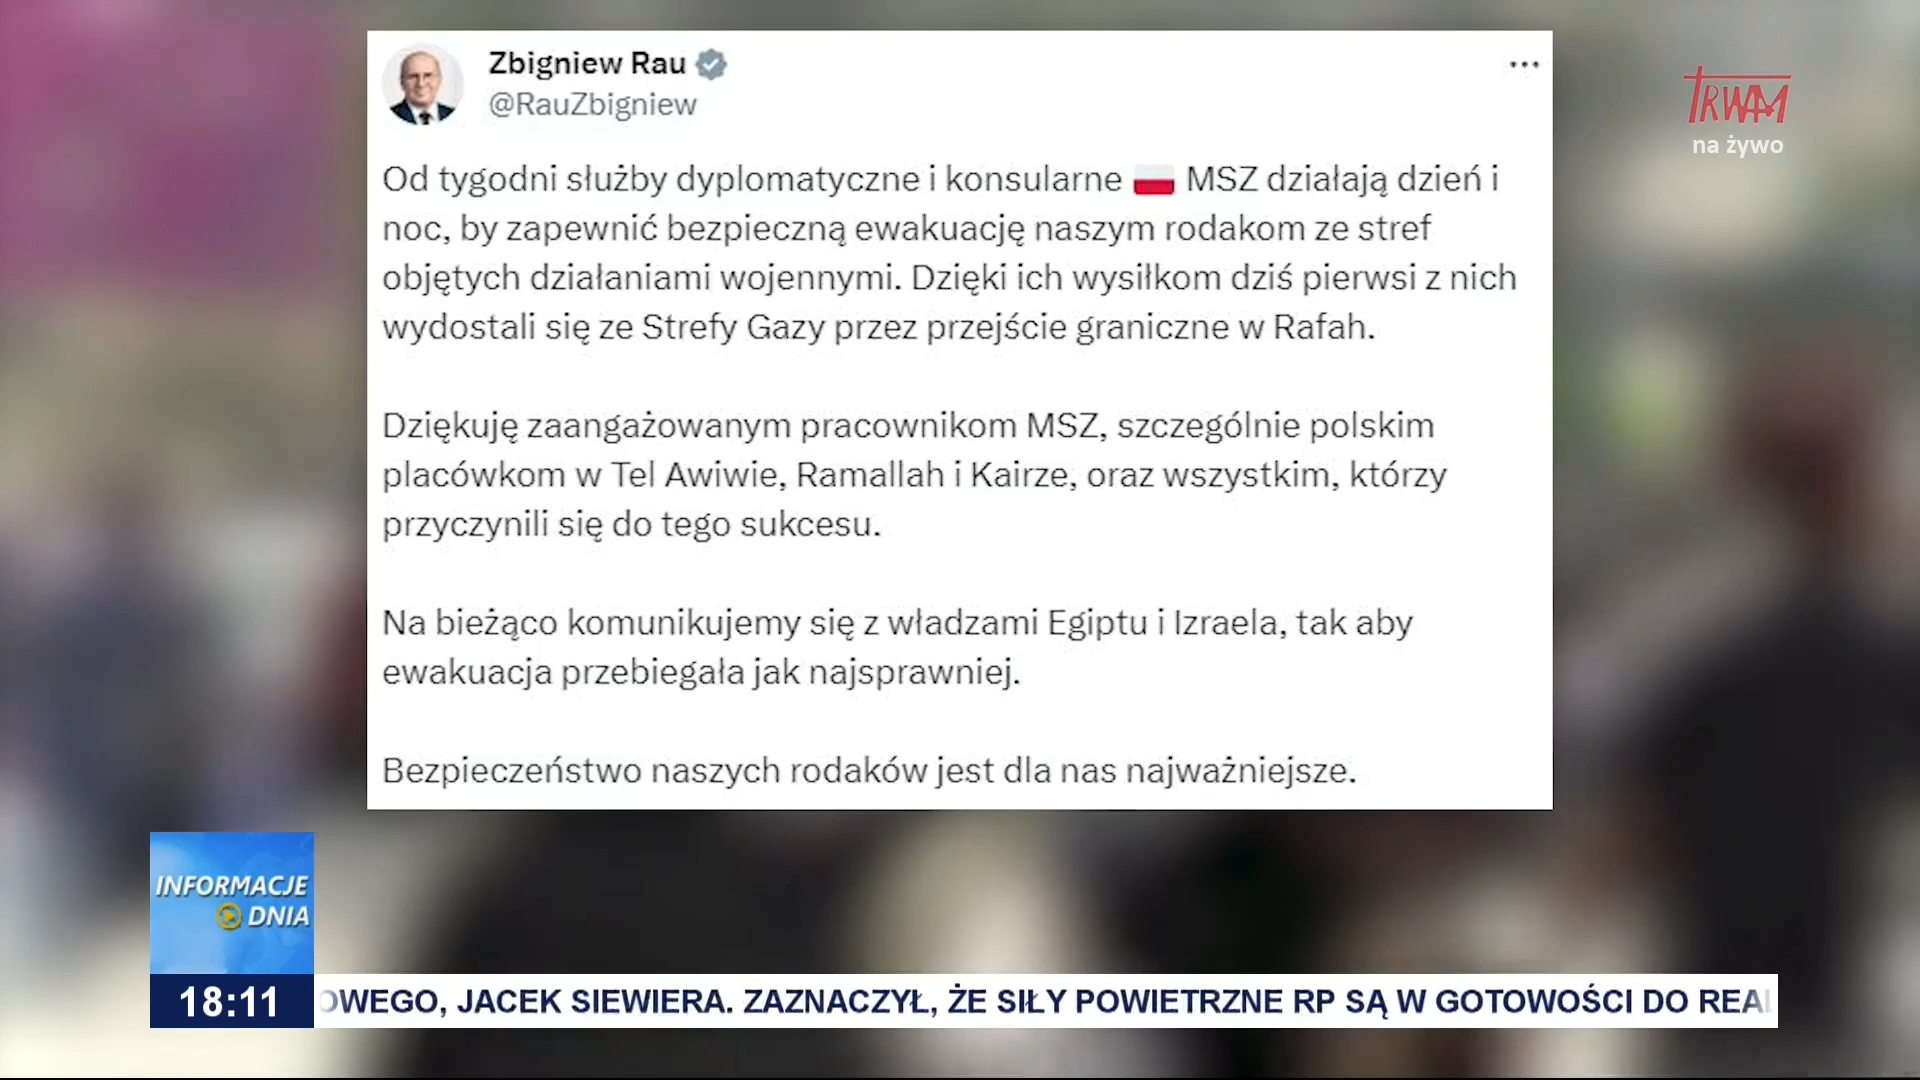 Zbigniew Rau
@RauZbigniew
Od tygodni służby dyplomatyczne i konsularne 🇵🇱 MSZ działają dzień i
noc, by zapewnić bezpieczną ewakuację naszym rodakom ze stref
objętych działaniami wojennymi. Dzięki ich wysiłkom dziś pierwsi z nich
wydostali się ze Strefy Gazy przez przejście graniczne w Rafah.
Dziękuję zaangażowanym pracownikom MSZ, szczególnie polskim
placówkom w Tel Awiwie, Ramallah i Kairze, oraz wszystkim, którzy
przyczynili się do tego sukcesu.
Na bieżąco komunikujemy się z władzami Egiptu i Izraela, tak aby
ewakuacja przebiegała jak najsprawniej.
Bezpieczeństwo naszych rodaków jest dla nas najważniejsze.
TRWAM
na żywo
INFORMACJE
DNIA
18:11
OWEGO, JACEK SIEWIERA. ZAZNACZYŁ, ŻE SIŁY POWIETRZNE RP SĄ W GOTOWOŚCI DO REA